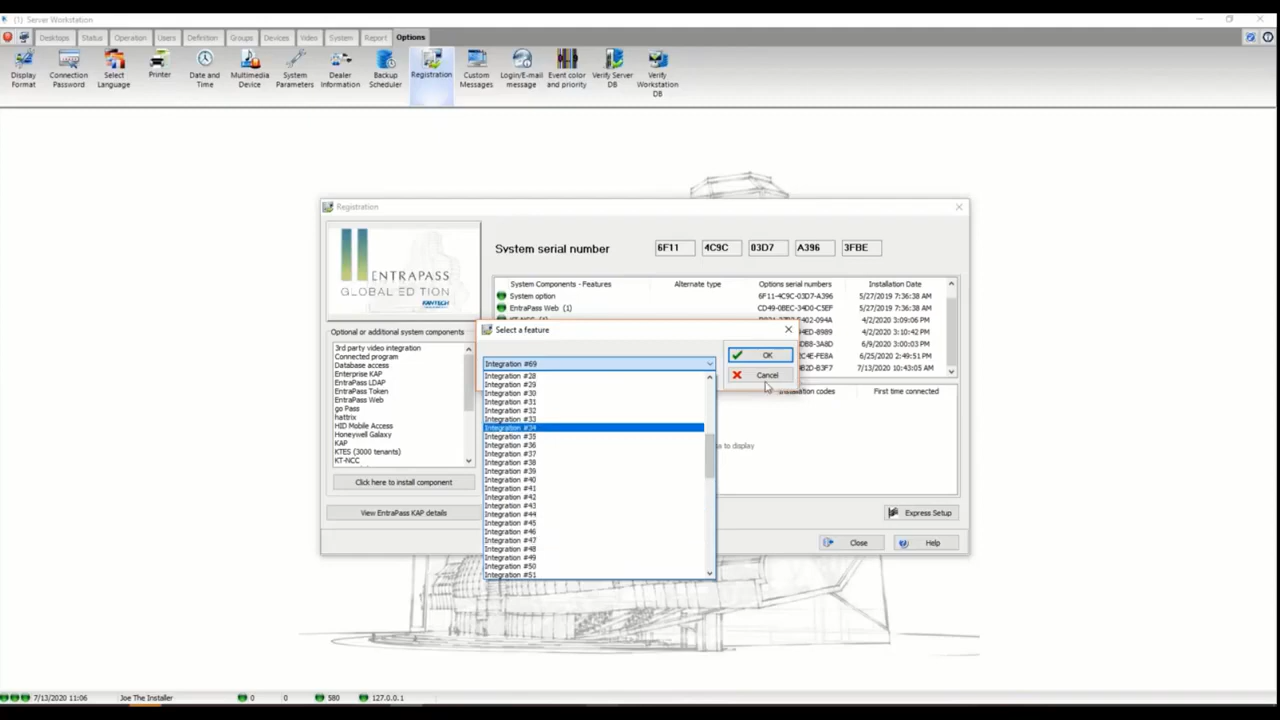 (1) Server Workstation
Desktops Status Operation Users Definition Groups Devices Video System Report Options
Display Format
Connection Password
Select Language
Printer
Date and Time
Multimedia Device
System Parameters
Dealer Information
Backup Scheduler
Registration
Custom Messages
Login/E-mail message
Event color and priority
Verify Server DB
Verify Workstation DB
Registration
ENTRAPASS
GLOBAL EDITION
KANTECH
System serial number 6F11 4C9C 03D7 A396 3FBE
System Components - Features Alternate type Options serial numbers Installation Date
System option 6F11-4C9C-03D7-A396 5/27/2019 7:36:38 AM
EntraPass Web (1) CD49-0BEC-34D0-C5EF 5/27/2019 7:36:38 AM
4/2/2020 3:09:06 PM
4/2/2020 3:10:42 PM
6/9/2020 3:00:03 PM
6/25/2020 2:49:51 PM
7/13/2020 10:43:05 AM
Installation codes First time connected
to display
Optional or additional system components
3rd party video integration
Connected program
Database access
Enterprise KAP
EntraPass LDAP
EntraPass Token
EntraPass Web
go Pass
hattrix
HID Mobile Access
Honeywell Galaxy
KAP
KTES (3000 tenants)
KT-NCC
Click here to install component
View EntraPass KAP details
Express Setup
Close
Help
Select a feature
OK
Cancel
Integration #69
Integration #28
Integration #29
Integration #30
Integration #31
Integration #32
Integration #33
Integration #34
Integration #35
Integration #36
Integration #37
Integration #38
Integration #39
Integration #40
Integration #41
Integration #42
Integration #43
Integration #44
Integration #45
Integration #46
Integration #47
Integration #48
Integration #49
Integration #50
Integration #51
7/13/2020 11:06 Joe The Installer 0 0 580 127.0.0.1